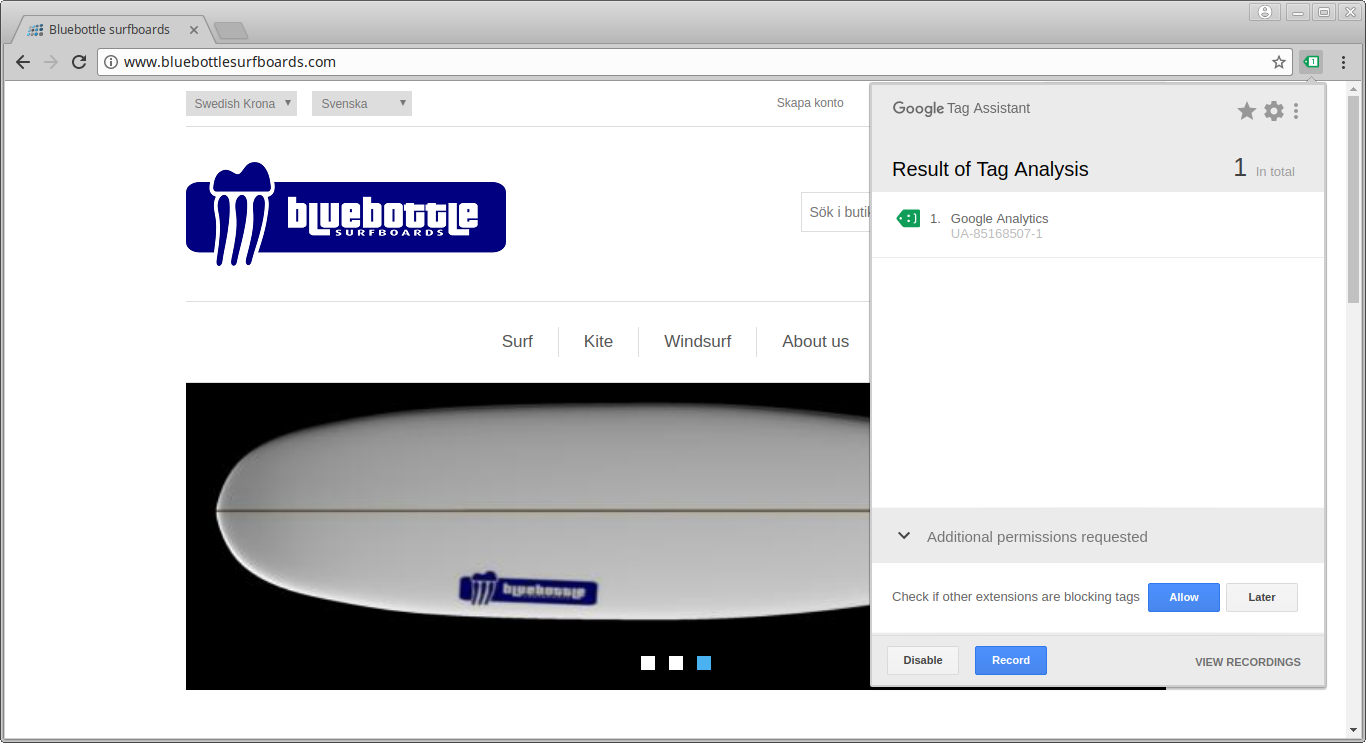 Bluebottle surfboards
www.bluebottlesurfboards.com
1
Swedish Krona
Svenska
Skapa konto
bluebottle
SURFBOARDS
Sök i butik
Surf
Kite
Windsurf
About us
bluebottle
Google Tag Assistant
Result of Tag Analysis
1 In total
1. Google Analytics
UA-85168507-1
Additional permissions requested
Check if other extensions are blocking tags
Allow
Later
Disable
Record
VIEW RECORDINGS